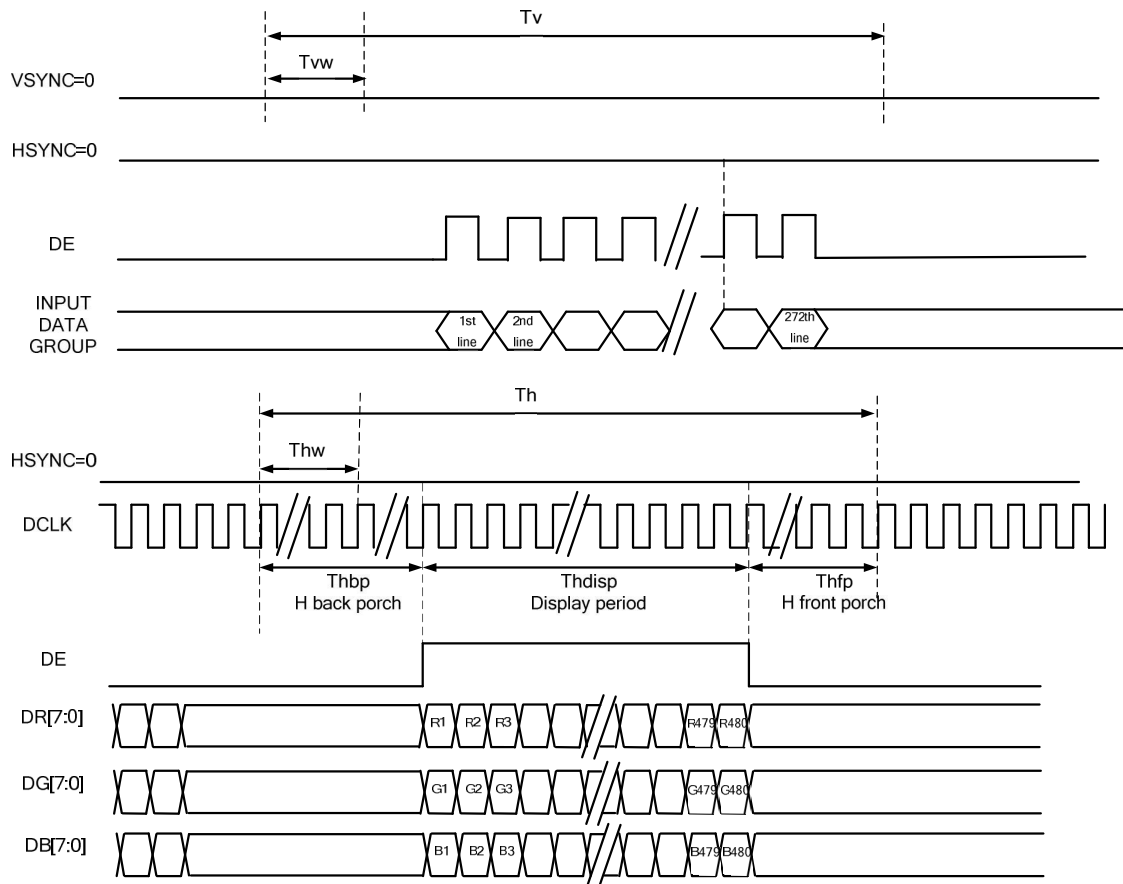 Tv
Tvw
VSYNC=0
HSYNC=0
DE
INPUT
DATA
GROUP
1st
line
2nd
line
272th
line
Th
Thw
HSYNC=0
DCLK
Thbp
H back porch
Thdisp
Display period
Thfp
H front porch
DE
DR[7:0]
R1 R2 R3 R479 R480
DG[7:0]
G1 G2 G3 G479 G480
DB[7:0]
B1 B2 B3 B479 B480